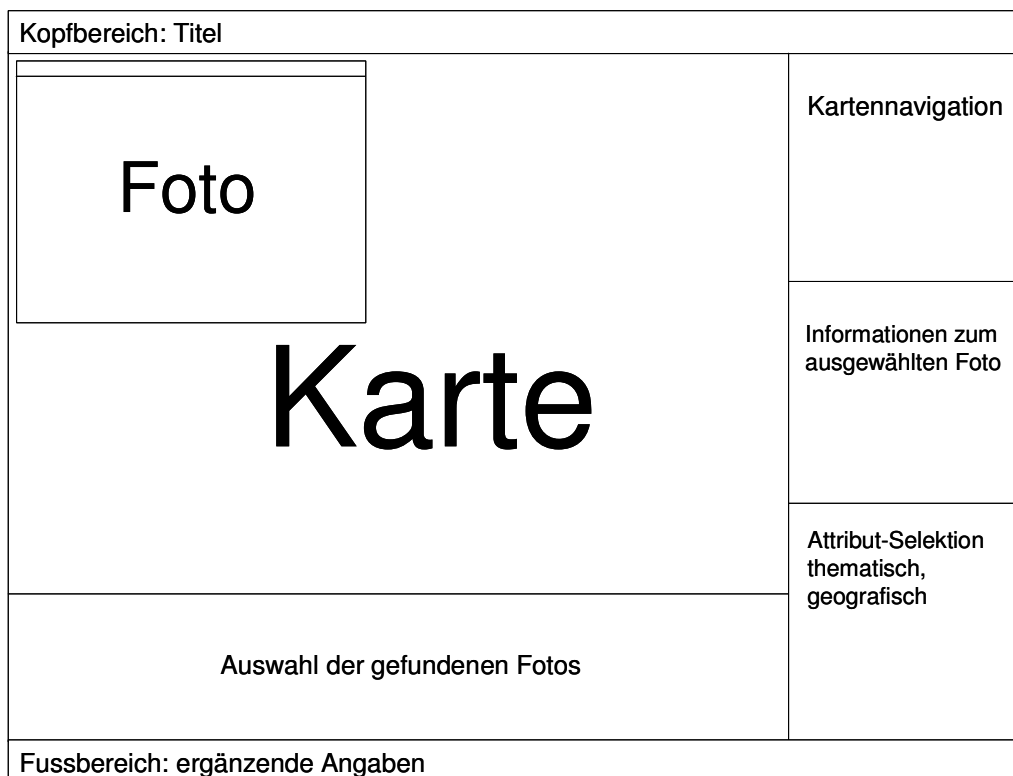 Kopfbereich: Titel
Foto
Karte
Kartennavigation
Informationen zum
ausgewählten Foto
Attribut-Selektion
thematisch,
geografisch
Auswahl der gefundenen Fotos
Fussbereich: ergänzende Angaben